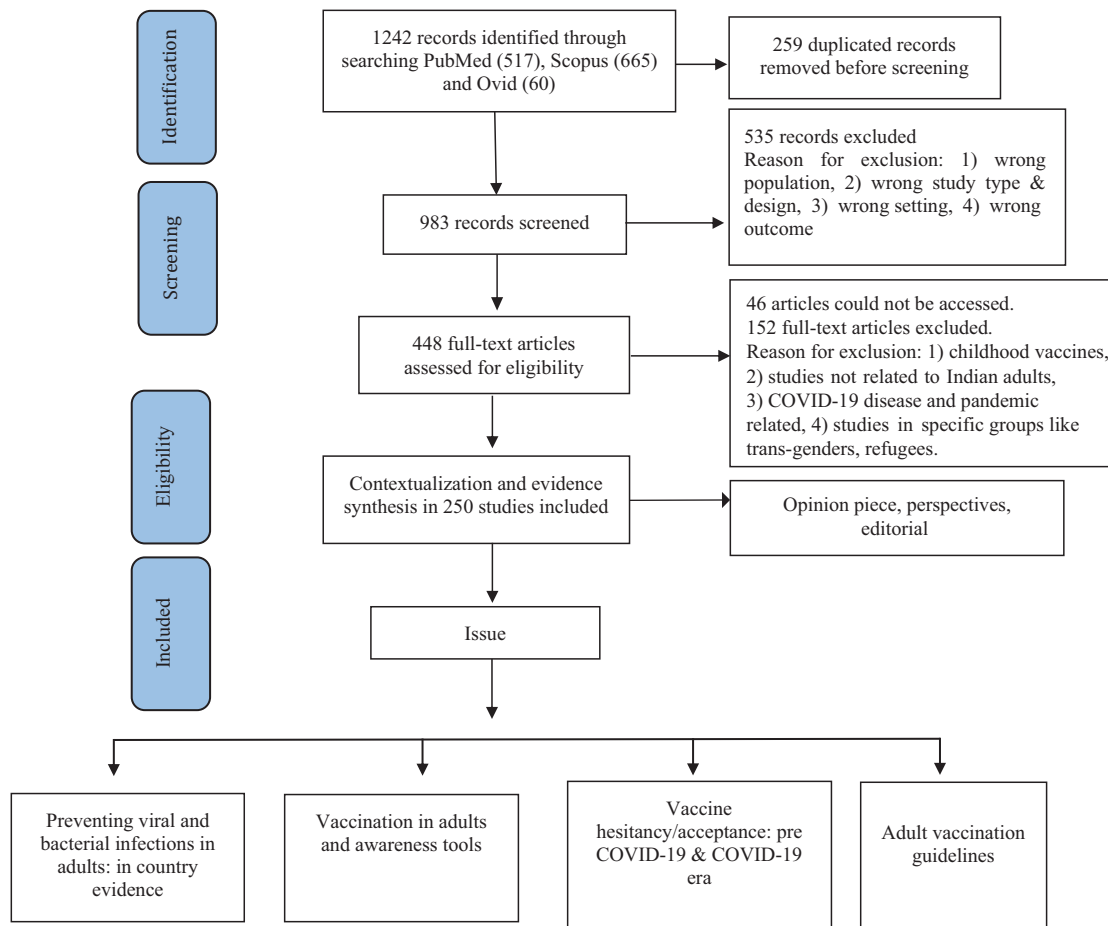 Identification
1242 records identified through
searching PubMed (517), Scopus (665)
and Ovid (60)
259 duplicated records
removed before screening
Screening
983 records screened
535 records excluded
Reason for exclusion: 1) wrong
population, 2) wrong study type &
design, 3) wrong setting, 4) wrong
outcome
448 full-text articles
assessed for eligibility
46 articles could not be accessed.
152 full-text articles excluded.
Reason for exclusion: 1) childhood vaccines,
2) studies not related to Indian adults,
3) COVID-19 disease and pandemic
related, 4) studies in specific groups like
trans-genders, refugees.
Eligibility
Contextualization and evidence
synthesis in 250 studies included
Opinion piece, perspectives,
editorial
Included
Issue
Preventing viral and
bacterial infections in
adults: in country
evidence
Vaccination in adults
and awareness tools
Vaccine
hesitancy/acceptance: pre
COVID-19 & COVID-19
era
Adult vaccination
guidelines